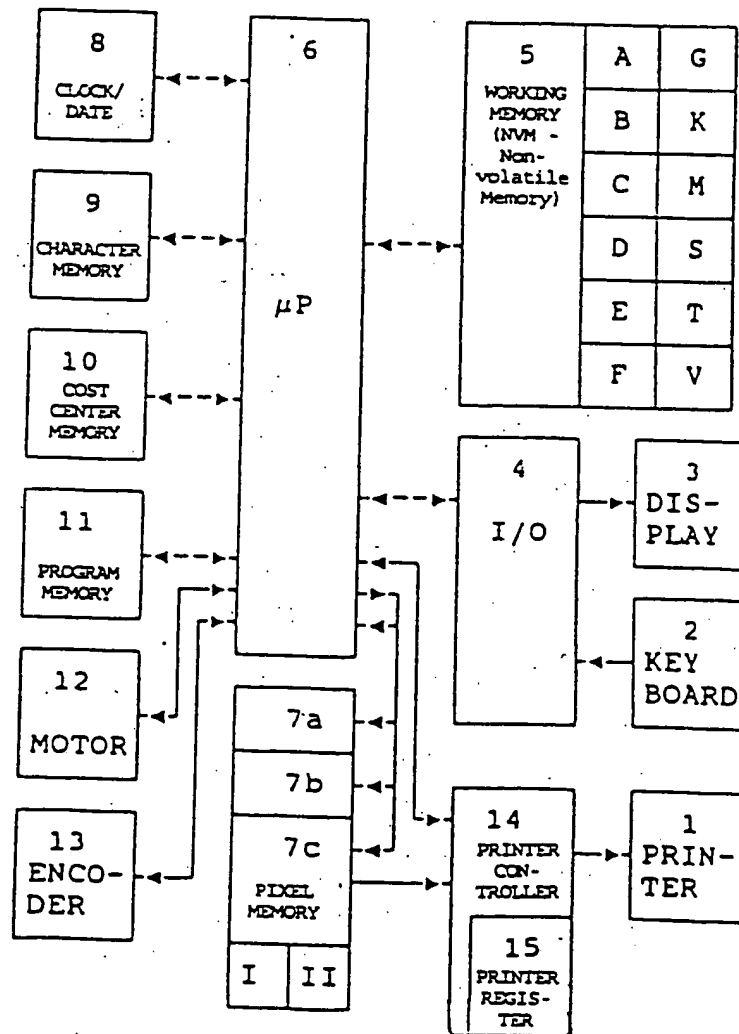 8
CLOCK/
DATE
9
CHARACTER
MEMORY
10
COST
CENTER
MEMORY
11
PROGRAM
MEMORY
12
MOTOR
13
ENCO-
DER
6
μP
7a
7b
7c
PIXEL
MEMORY
I II
5
WORKING
MEMORY
(NVM -
Non-
volatile
Memory)
A G
B K
C M
D S
E T
F V
4
I/O
3
DIS-
PLAY
2
KEY
BOARD
14
PRINTER
CON-
TROLLER
15
PRINTER
REGIS-
TER
1
PRIN-
TER